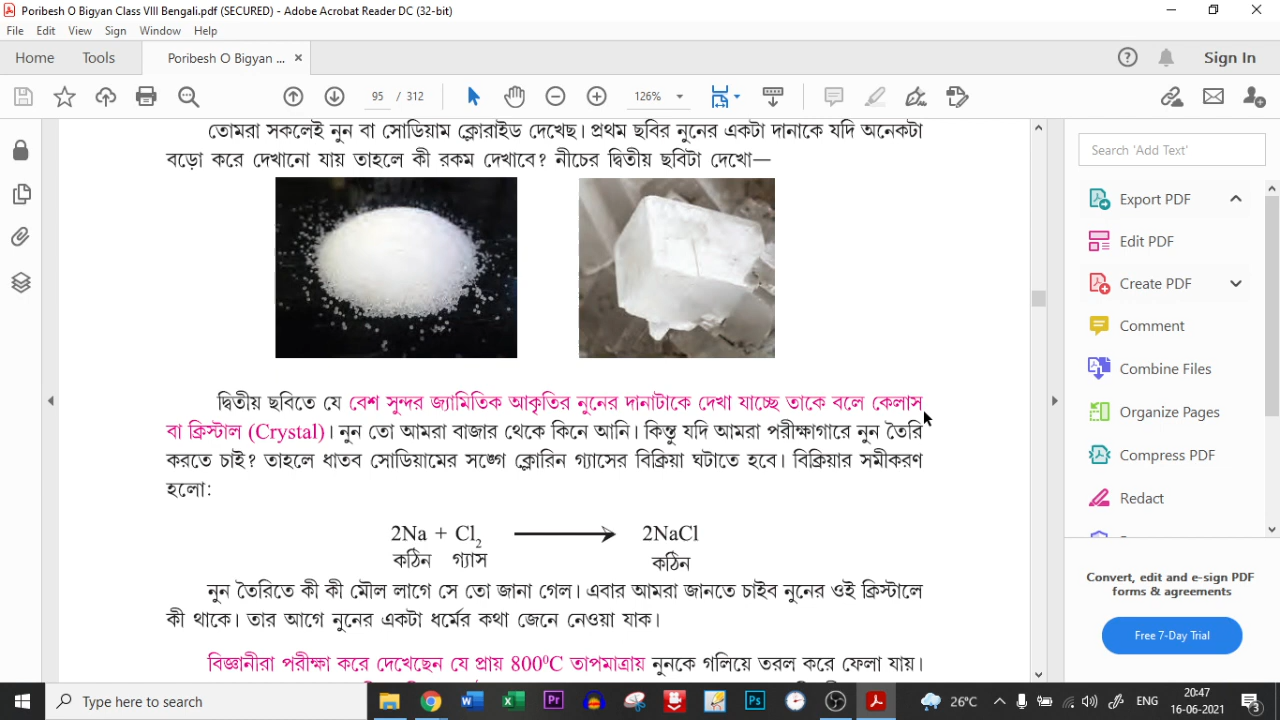 Poribesh O Bigyan Class VIII Bengali.pdf (SECURED) - Adobe Acrobat Reader DC (32-bit)
File Edit View Sign Window Help
Home Tools Poribesh O Bigyan ... × Sign In
95 / 312 126%
তোমরা সকলেই নুন বা সোডিয়াম ক্লোরাইড দেখেছ। প্রথম ছবির নুনের একটা দানাকে যদি অনেকটা
বড়ো করে দেখানো যায় তাহলে কী রকম দেখাবে? নীচের দ্বিতীয় ছবিটা দেখো—
দ্বিতীয় ছবিতে যে বেশ সুন্দর জ্যামিতিক আকৃতির নুনের দানাটাকে দেখা যাচ্ছে তাকে বলে কেলাস
বা ক্রিস্টাল (Crystal)। নুন তো আমরা বাজার থেকে কিনে আনি। কিন্তু যদি আমরা পরীক্ষাগারে নুন তৈরি
করতে চাই? তাহলে ধাতব সোডিয়ামের সঙ্গে ক্লোরিন গ্যাসের বিক্রিয়া ঘটাতে হবে। বিক্রিয়ার সমীকরণ
হলো:
2Na + Cl₂ ⟶ 2NaCl
কঠিন গ্যাস কঠিন
নুন তৈরিতে কী কী মৌল লাগে সে তো জানা গেল। এবার আমরা জানতে চাইব নুনের ওই ক্রিস্টালে
কী থাকে। তার আগে নুনের একটা ধর্মের কথা জেনে নেওয়া যাক।
বিজ্ঞানীরা পরীক্ষা করে দেখেছেন যে প্রায় 800⁰C তাপমাত্রায় নুনকে গলিয়ে তরল করে ফেলা যায়।
Search 'Add Text'
Export PDF
Edit PDF
Create PDF
Comment
Combine Files
Organize Pages
Compress PDF
Redact
Convert, edit and e-sign PDF
forms & agreements
Free 7-Day Trial
Type here to search
26°C ENG 20:47
16-06-2021
3